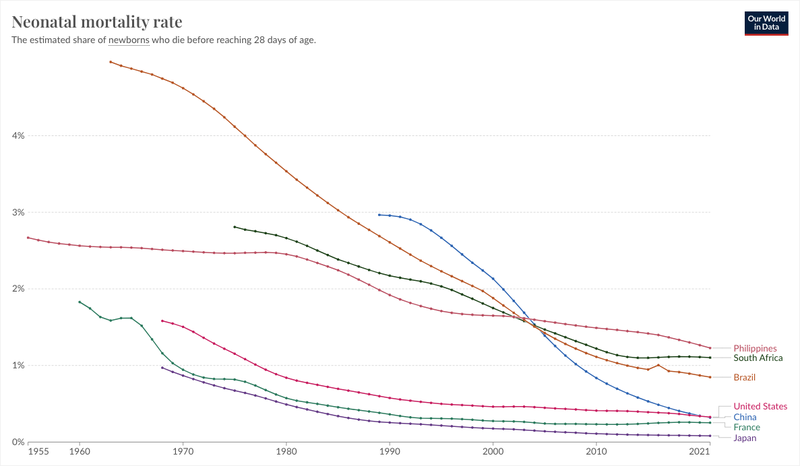 Neonatal mortality rate
The estimated share of newborns who die before reaching 28 days of age.
Our World
in Data
4%
3%
2%
1%
0%
Philippines
South Africa
Brazil
United States
China
France
Japan
1955 1960 1970 1980 1990 2000 2010 2021